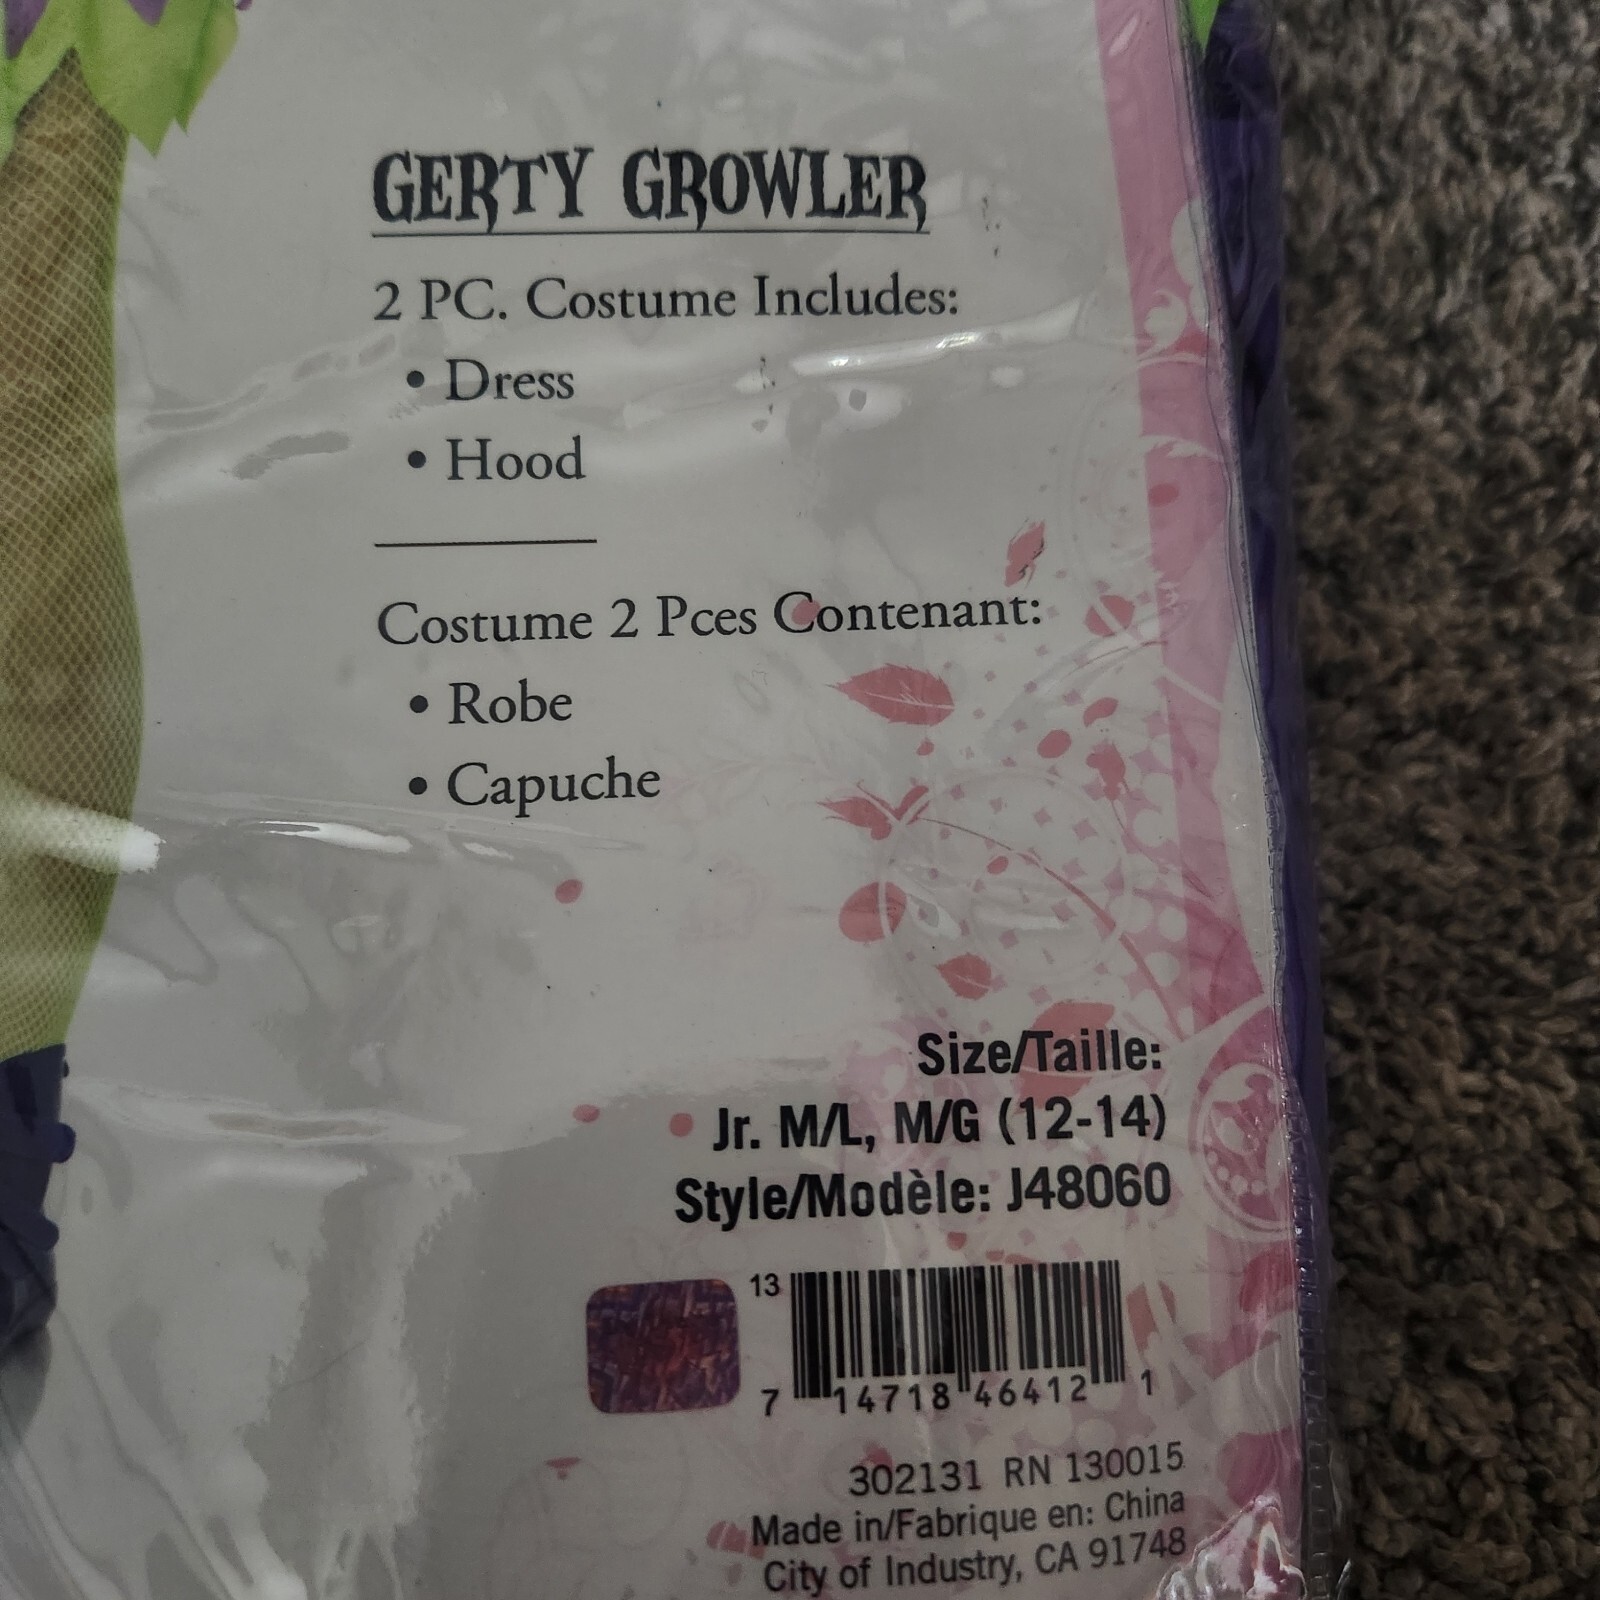 GERTY GROWLER
2 PC. Costume Includes:
• Dress
• Hood
Costume 2 Pces Contenant:
• Robe
• Capuche
Size/Taille:
Jr. M/L, M/G (12-14)
Style/Modèle: J48060
13
7 14718 46412 1
302131 RN 130015
Made in/Fabrique en: China
City of Industry, CA 91748